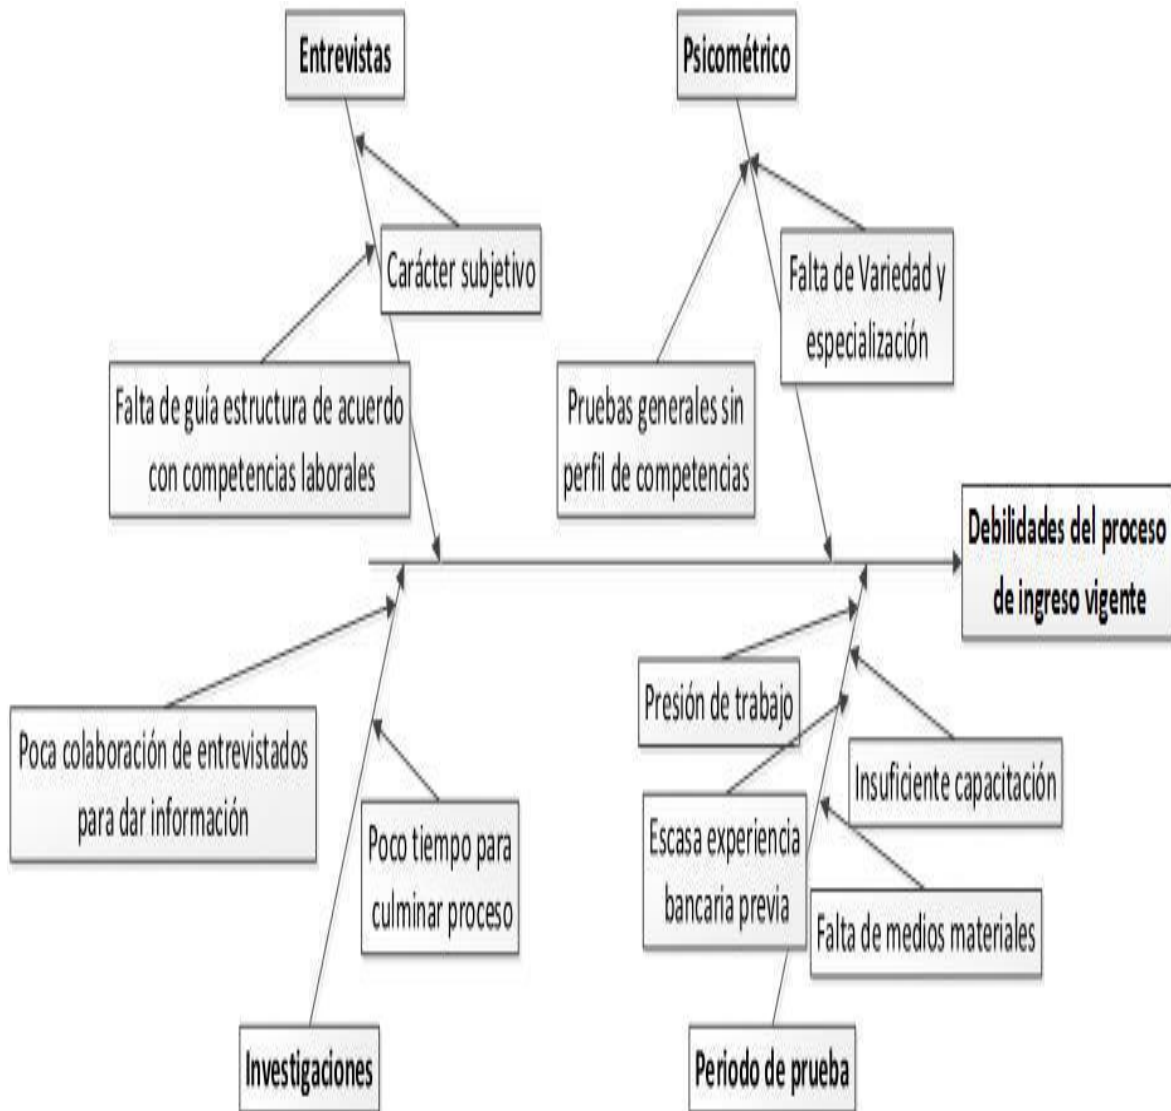 Entrevistas
Psicométrico
Carácter subjetivo
Falta de Variedad y
especialización
Falta de guía estructura de acuerdo
con competencias laborales
Pruebas generales sin
perfil de competencias
Debilidades del proceso
de ingreso vigente
Presión de trabajo
Poca colaboración de entrevistados
para dar información
Insuficiente capacitación
Poco tiempo para
culminar proceso
Escasa experiencia
bancaria previa
Falta de medios materiales
Investigaciones
Periodo de prueba